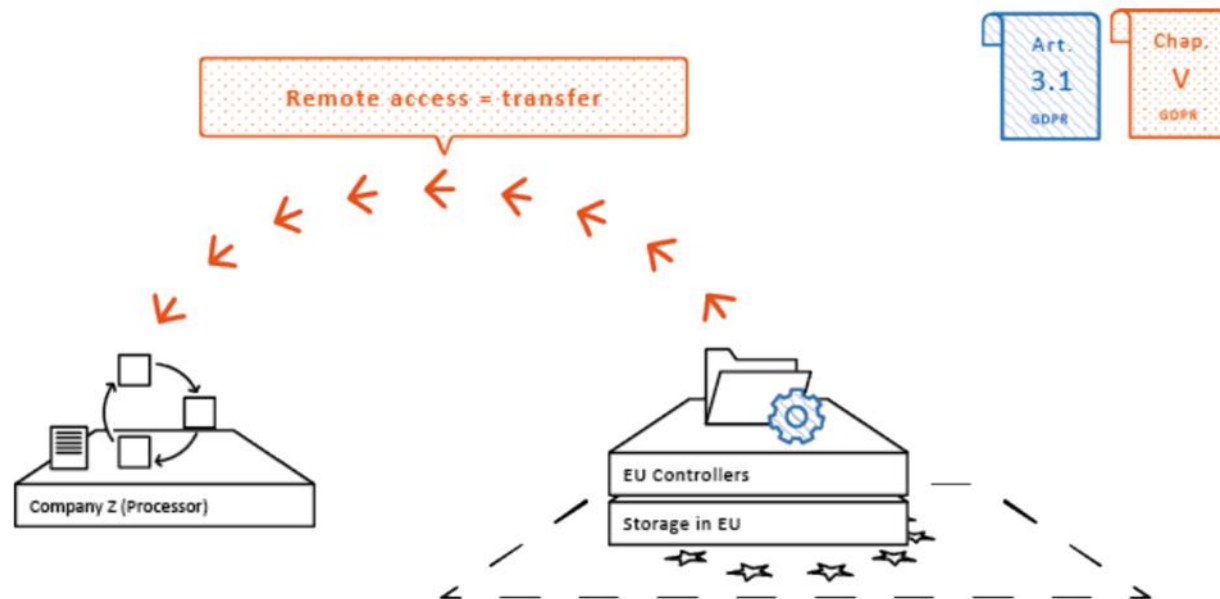 Remote access = transfer
Art.
3.1
GDPR
Chap.
V
GDPR
Company Z (Processor)
EU Controllers
Storage in EU